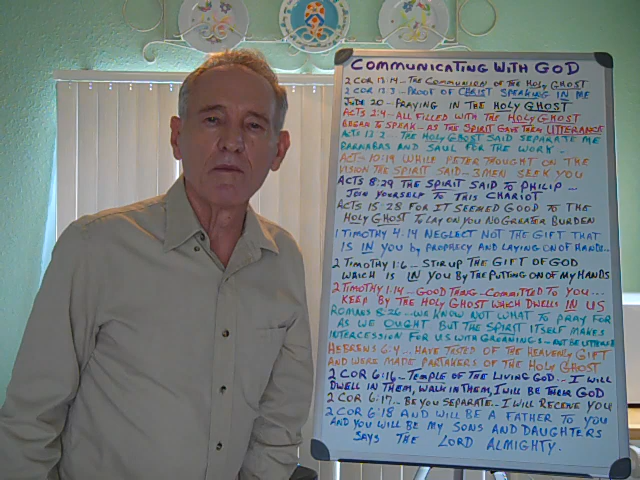 COMMUNICATING WITH GOD
2 COR 13:14 - THE COMMUNION OF THE HOLY GHOST
2 COR 13:3 - PROOF OF CHRIST SPEAKING IN ME
JUDE 20 - PRAYING IN THE HOLY GHOST
ACTS 2:4 - ALL FILLED WITH THE HOLY GHOST
BEGAN TO SPEAK - AS THE SPIRIT GAVE THEM UTTERANCE
ACTS 13:2 - THE HOLY GHOST SAID SEPARATE ME
BARNABAS AND SAUL FOR THE WORK -
ACT - 10:19 WHILE PETER THOUGHT ON THE
VISION THE SPIRIT SAID - 3 MEN SEEK YOU
ACTS 8:29 THE SPIRIT SAID TO PHILIP ...
JOIN YOURSELF TO THIS CHARIOT
ACTS 15:28 FOR IT SEEMED GOOD TO THE
HOLY GHOST TO LAY ON YOU NO GREATER BURDEN
1 TIMOTHY 4:14 NEGLECT NOT THE GIFT THAT
IS IN YOU BY PROPHECY AND LAYING ON OF HANDS...
2 TIMOTHY 1:6 - STIR UP THE GIFT OF GOD
WHICH IS IN YOU BY THE PUTTING ON OF MY HANDS
2 TIMOTHY 1:14 - GOOD THING - COMMITTED TO YOU...
KEEP BY THE HOLY GHOST WHICH DWELLS IN US
ROMANS 8:26 - WE KNOW NOT WHAT TO PRAY FOR
AS WE OUGHT BUT THE SPIRIT ITSELF MAKES
INTERCESSION FOR US WITH GROANINGS - NOT BE
HEBREWS 6:4 ... HAVE TASTED OF THE HEAVENLY GIFT
AND WERE MADE PARTAKERS OF THE HOLY GHOST
2 COR 6:16 - TEMPLE OF THE LIVING GOD... I WILL
DWELL IN THEM, WALK IN THEM, I WILL BE THEIR GOD
2 COR 6:17 - BE YOU SEPARATE - I WILL RECEIVE YOU
2 COR 6:18 AND WILL BE A FATHER TO YOU
AND YOU WILL BE MY SONS AND DAUGHTERS
SAYS THE LORD ALMIGHTY.